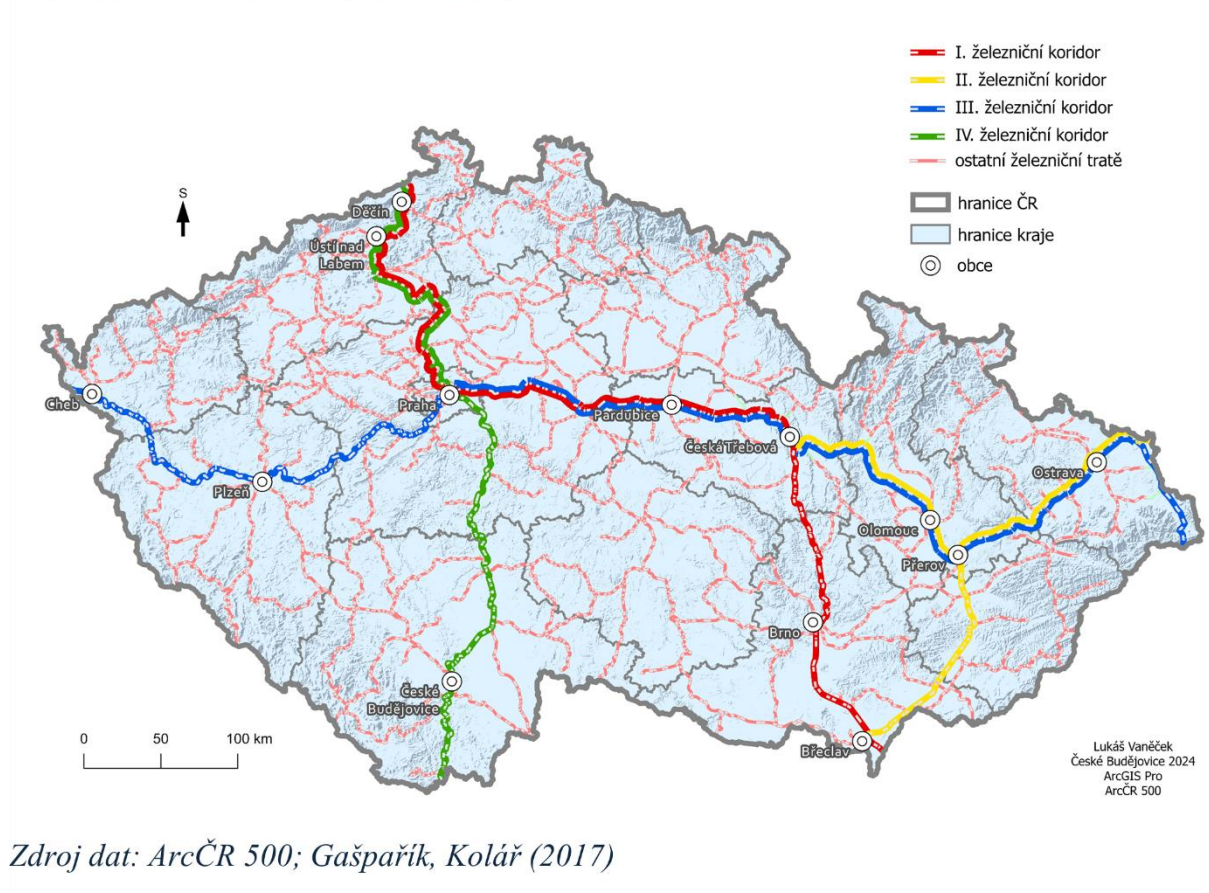 I. železniční koridor
II. železniční koridor
III. železniční koridor
IV. železniční koridor
ostatní železniční tratě
hranice ČR
hranice kraje
obce
S
Děčín
Ústí nad
Labem
Cheb
Praha
Pardubice
Česká Třebová
Plzeň
Ostrava
Olomouc
Přerov
Brno
České
Budějovice
Břeclav
0 50 100 km
Lukáš Vaněček
České Budějovice 2024
ArcGIS Pro
ArcČR 500
Zdroj dat: ArcČR 500; Gašpařík, Kolář (2017)